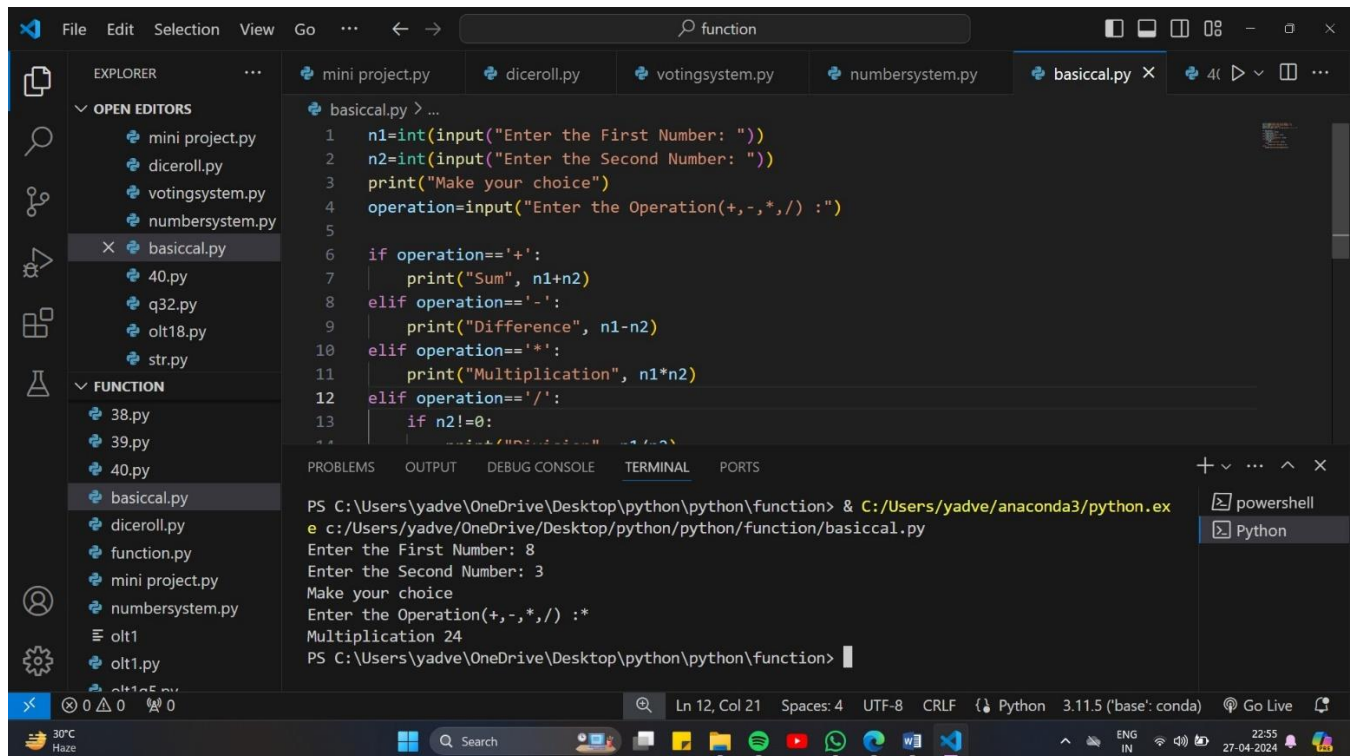 File Edit Selection View Go ... function
EXPLORER ...
OPEN EDITORS
mini project.py
diceroll.py
votingsystem.py
numbersystem.py
basiccal.py
40.py
q32.py
olt18.py
str.py
FUNCTION
38.py
39.py
40.py
basiccal.py
diceroll.py
function.py
mini project.py
numbersystem.py
olt1
olt1.py
mini project.py diceroll.py votingsystem.py numbersystem.py basiccal.py
basiccal.py > ...
1 n1=int(input("Enter the First Number: "))
2 n2=int(input("Enter the Second Number: "))
3 print("Make your choice")
4 operation=input("Enter the Operation(+,-,*,/) :")
5
6 if operation=='+':
7 print("Sum", n1+n2)
8 elif operation=='-':
9 print("Difference", n1-n2)
10 elif operation=='*':
11 print("Multiplication", n1*n2)
12 elif operation=='/':
13 if n2!=0:
PROBLEMS OUTPUT DEBUG CONSOLE TERMINAL PORTS
PS C:\Users\yadve\OneDrive\Desktop\python\python\function> & C:/Users/yadve/anaconda3/python.ex
e c:/Users/yadve/OneDrive/Desktop/python/python/function/basiccal.py
Enter the First Number: 8
Enter the Second Number: 3
Make your choice
Enter the Operation(+,-,*,/) :*
Multiplication 24
PS C:\Users\yadve\OneDrive\Desktop\python\python\function>
powershell
Python
0 0 0 Ln 12, Col 21 Spaces: 4 UTF-8 CRLF Python 3.11.5 ('base': conda) Go Live
30°C
Haze
Search
ENG
IN
22:55
27-04-2024